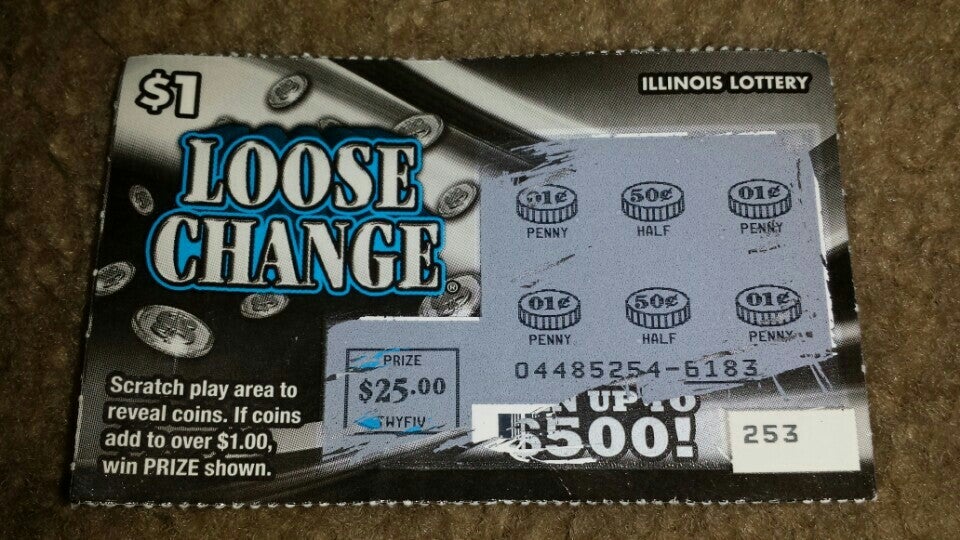 $1
ILLINOIS LOTTERY
LOOSE
CHANGE®
01¢ 50¢ 01¢
PENNY HALF PENNY
01¢ 50¢ 01¢
PENNY HALF PENNY
04485254-6183
PRIZE
$25.00
TWYFIV
UP TO
$500!
253
Scratch play area to
reveal coins. If coins
add to over $1.00,
win PRIZE shown.